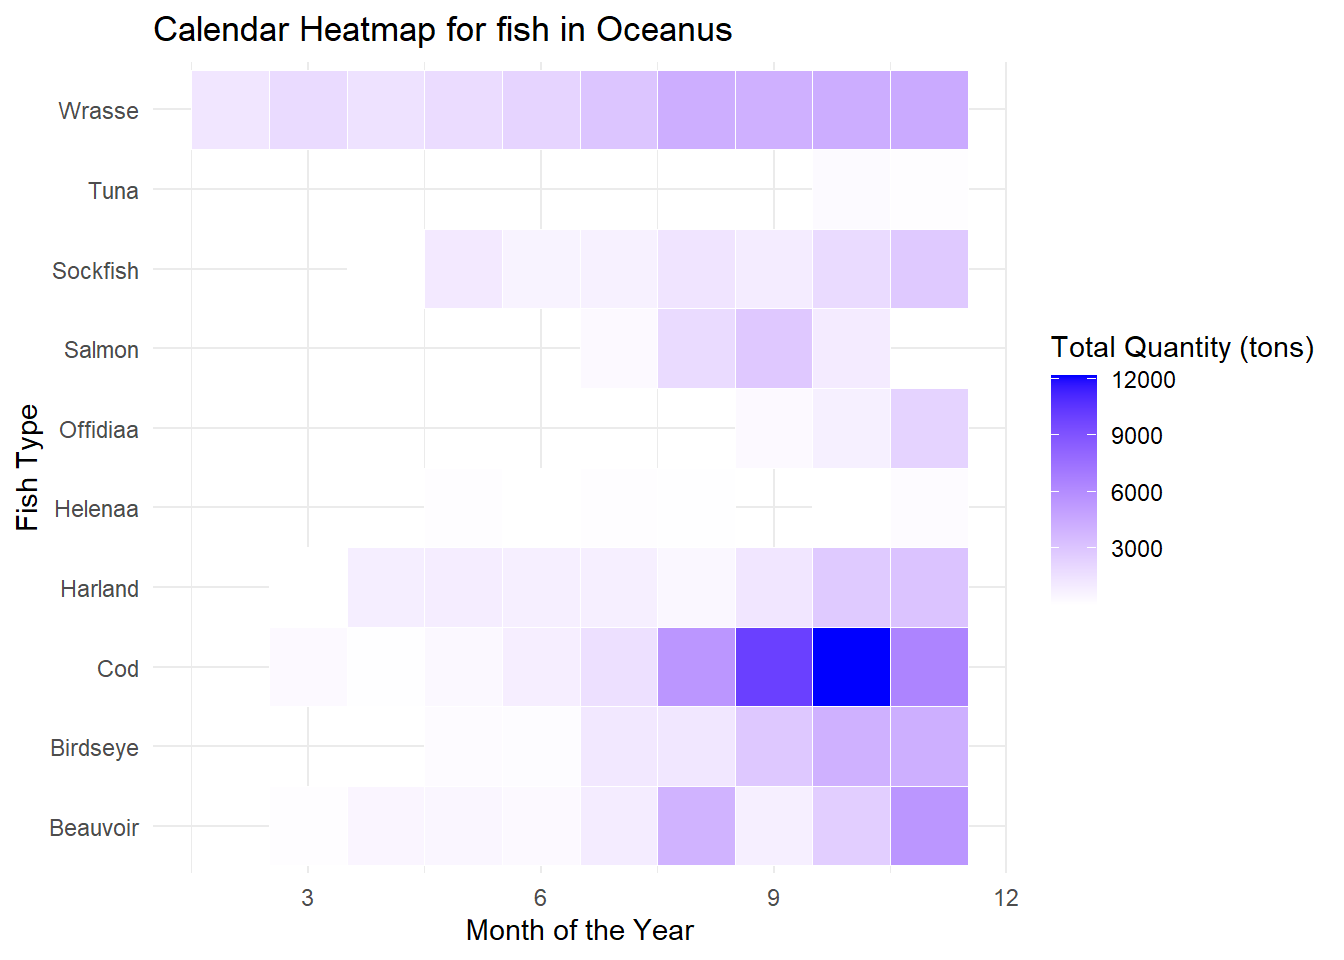 Calendar Heatmap for fish in Oceanus
Fish Type
Wrasse
Tuna
Sockfish
Salmon
Offidiaa
Helenaa
Harland
Cod
Birdseye
Beauvoir
3 6 9 12
Month of the Year
Total Quantity (tons)
12000
9000
6000
3000